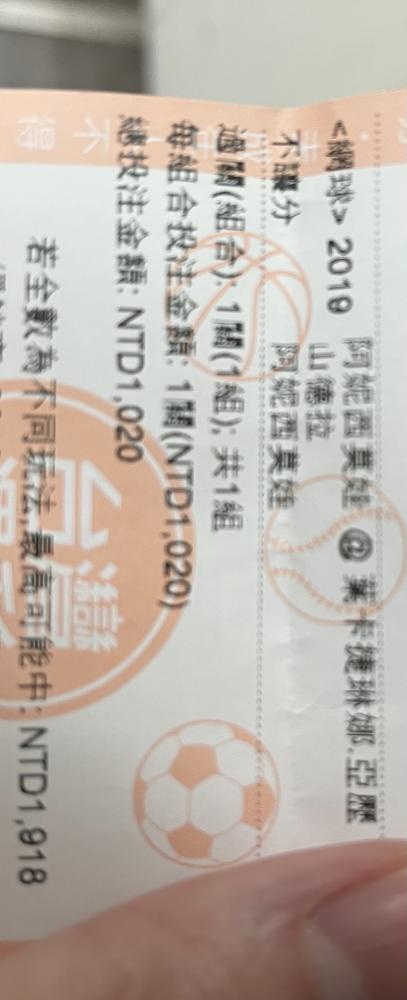 <網球> 2019 阿妮西莫娃 @ 葉卡捷琳娜.亞歷
山德拉
不讓分 阿妮西莫娃
過關(組合): 1關(1組); 共1組
每組合投注金額: 1關(NTD1,020)
總投注金額: NTD1,020
若全數為不同玩法,最高可能中: NTD1,918
台灣